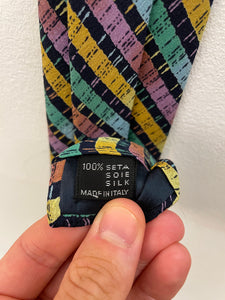 100% SETA
SOIE
SILK
MADE IN ITALY